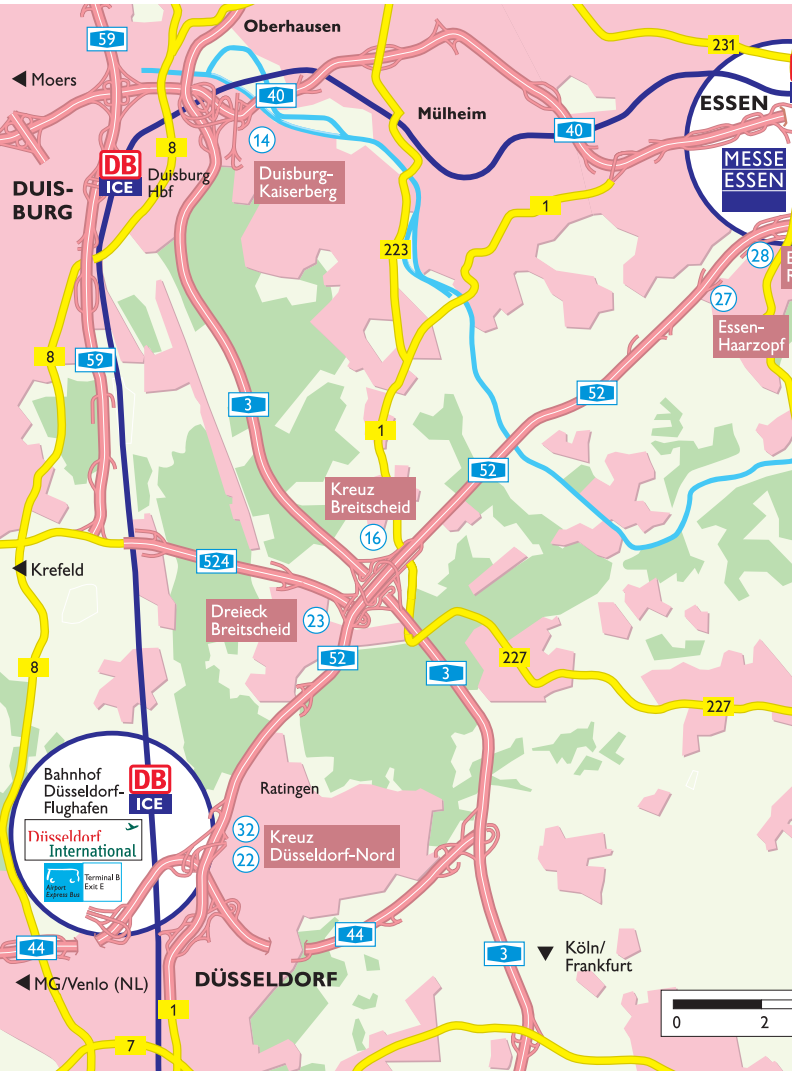 Oberhausen
59
231
Moers
40
Mülheim
ESSEN
40
14
8
DB
ICE
Duisburg
Hbf
Duisburg-
Kaiserberg
MESSE
ESSEN
DUIS-
BURG
1
223
28
27
Essen-
Haarzopf
8
59
52
3
1
52
Kreuz
Breitscheid
16
524
Krefeld
Dreieck
Breitscheid
23
52
227
8
3
227
Bahnhof
Düsseldorf-
Flughafen
DB
ICE
Ratingen
Düsseldorf
International
32
22
Kreuz
Düsseldorf-Nord
Airport
Express Bus
Terminal B
Exit E
44
44
3
Köln/
Frankfurt
MG/Venlo (NL)
DÜSSELDORF
1
0
2
7